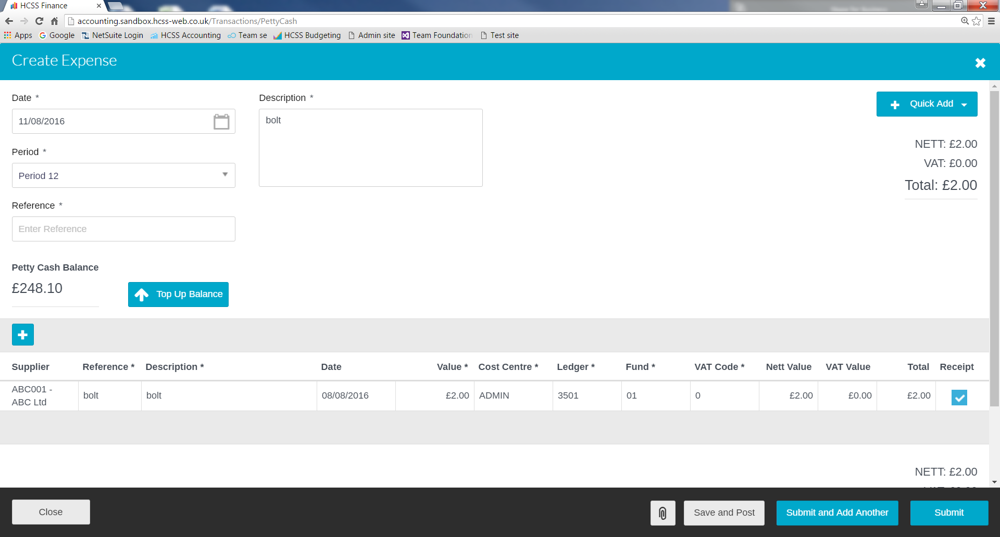 HCSS Finance
accounting.sandbox.hcss-web.co.uk/Transactions/PettyCash
Apps Google NetSuite Login HCSS Accounting Team se HCSS Budgeting Admin site Team Foundation Test site
Create Expense
Date *
11/08/2016
Description *
bolt
Quick Add
Period *
Period 12
NETT: £2.00
VAT: £0.00
Total: £2.00
Reference *
Enter Reference
Petty Cash Balance
£248.10
Top Up Balance
Supplier Reference * Description * Date Value * Cost Centre * Ledger * Fund * VAT Code * Nett Value VAT Value Total Receipt
ABC001 -
ABC Ltd
bolt bolt 08/08/2016 £2.00 ADMIN 3501 01 0 £2.00 £0.00 £2.00
NETT: £2.00
Close
Save and Post
Submit and Add Another
Submit